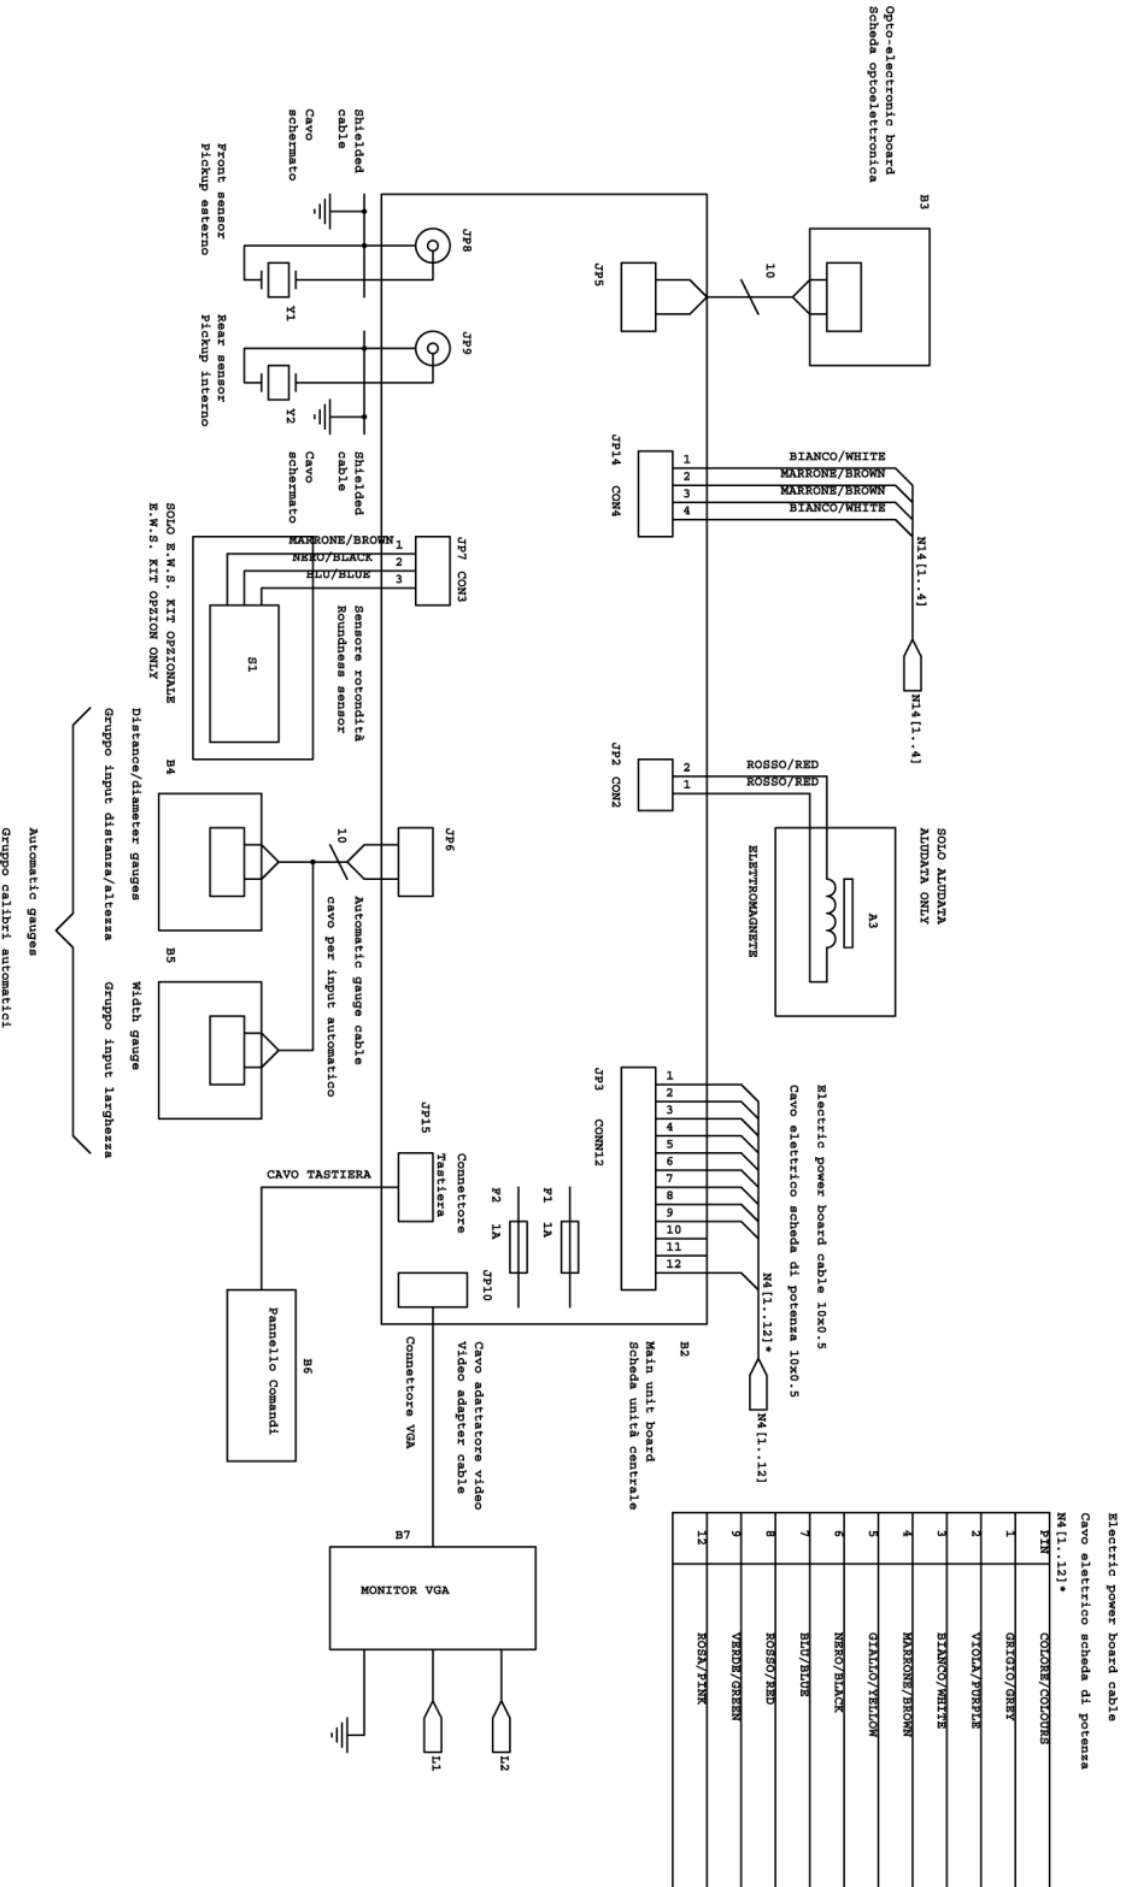 Opto-electronic board
Scheda optoelettronica
B3
10
JP5
Shielded
cable
Cavo
schermato
Front sensor
Pickup esterno
JP8
Y1
Rear sensor
Pickup interno
JP9
Y2
Shielded
cable
Cavo
schermato
JP14 CON4
1
2
3
4
BIANCO/WHITE
MARRONE/BROWN
MARRONE/BROWN
BIANCO/WHITE
N14[1..4]
N14[1..4]
JP7 CON3
MARRONE/BROWN
NERO/BLACK
BLU/BLUE
1
2
3
S1
Sensore rotondità
Roundness sensor
SOLO E.W.S. KIT OPZIONALE
E.W.S. KIT OPZION ONLY
JP2 CON2
2
1
ROSSO/RED
ROSSO/RED
SOLO ALUDATA
ALUDATA ONLY
A3
ELETTROMAGNETE
JP6
10
Automatic gauge cable
cavo per input automatico
B4
Distance/diameter gauges
Gruppo input distanza/altezza
B5
Width gauge
Gruppo input larghezza
Automatic gauges
Gruppo calibri automatici
JP3 CONN12
1
2
3
4
5
6
7
8
9
10
11
12
Electric power board cable 10x0.5
Cavo elettrico scheda di potenza 10x0.5
N4[1..12]*
N4[1..12]
F1 1A
F2 1A
JP15
Connettore
Tastiera
CAVO TASTIERA
JP10
B2
Main unit board
Scheda unità centrale
B6
Pannello Comandi
Cavo adattatore video
Video adapter cable
Connettore VGA
B7
MONITOR VGA
L1
L2
Electric power board cable
Cavo elettrico scheda di potenza
N4[1..12]*
PIN COLORE/COLOURS
1 GRIGIO/GREY
2 VIOLA/PURPLE
3 BIANCO/WHITE
4 MARRONE/BROWN
5 GIALLO/YELLOW
6 NERO/BLACK
7 BLU/BLUE
8 ROSSO/RED
9 VERDE/GREEN
12 ROSA/PINK